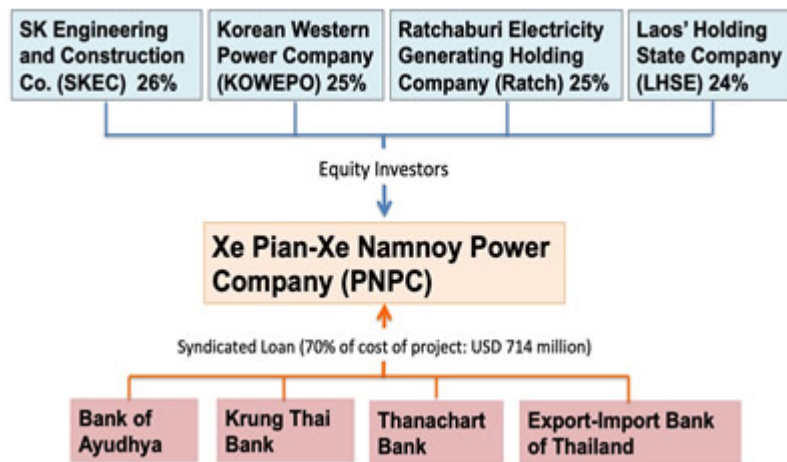 SK Engineering
and Construction
Co. (SKEC) 26%
Korean Western
Power Company
(KOWEPO) 25%
Ratchaburi Electricity
Generating Holding
Company (Ratch) 25%
Laos' Holding
State Company
(LHSE) 24%
Equity Investors
Xe Pian-Xe Namnoy Power
Company (PNPC)
Syndicated Loan (70% of cost of project: USD 714 million)
Bank of
Ayudhya
Krung Thai
Bank
Thanachart
Bank
Export-Import Bank
of Thailand